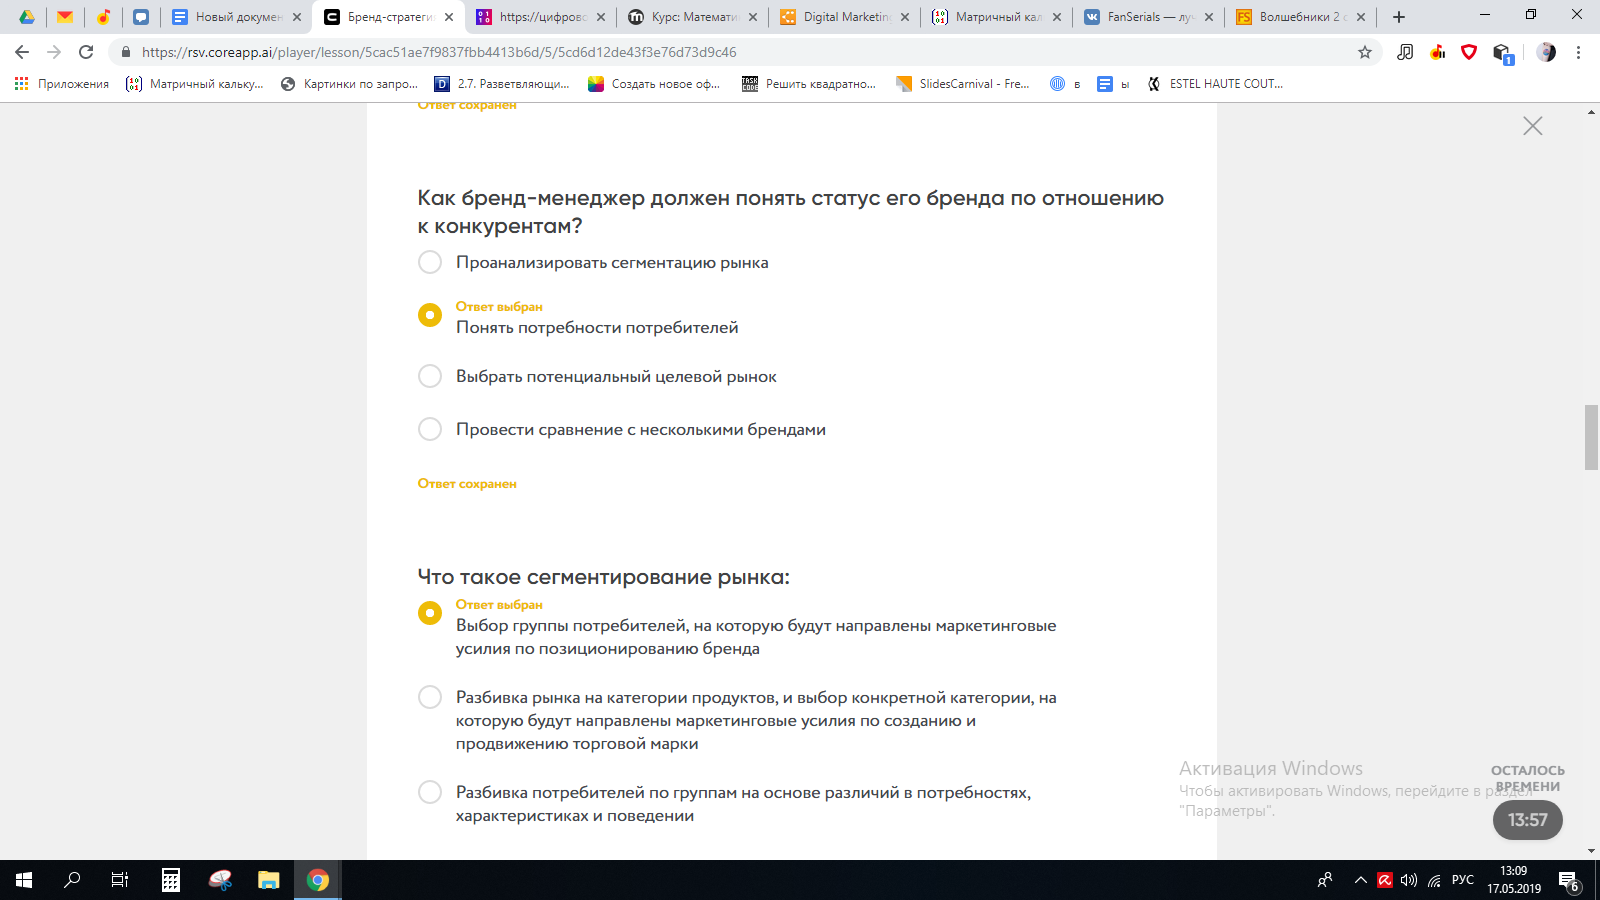 Новый докумен
Бренд-стратеги
https://цифрово
Курс: Математи
Digital Marketin
Матричный кал
FanSerials — луч
Волшебники 2 с
https://rsv.coreapp.ai/player/lesson/5cac51ae7f9837fbb4413b6d/5/5cd6d12de43f3e76d73d9c46
1
Приложения
Матричный кальку...
Картинки по запро...
2.7. Разветвляющи...
Создать новое оф...
Решить квадратно...
SlidesCarnival - Fre...
в
ы
ESTEL HAUTE COUT...
Ответ сохранен
Как бренд-менеджер должен понять статус его бренда по отношению
к конкурентам?
Проанализировать сегментацию рынка
Ответ выбран
Понять потребности потребителей
Выбрать потенциальный целевой рынок
Провести сравнение с несколькими брендами
Ответ сохранен
Что такое сегментирование рынка:
Ответ выбран
Выбор группы потребителей, на которую будут направлены маркетинговые
усилия по позиционированию бренда
Разбивка рынка на категории продуктов, и выбор конкретной категории, на
которую будут направлены маркетинговые усилия по созданию и
продвижению торговой марки
Разбивка потребителей по группам на основе различий в потребностях,
характеристиках и поведении
Активация Windows
Чтобы активировать Windows, перейдите в раздел
"Параметры".
ОСТАЛОСЬ
ВРЕМЕНИ
13:57
РУС
13:09
17.05.2019
6